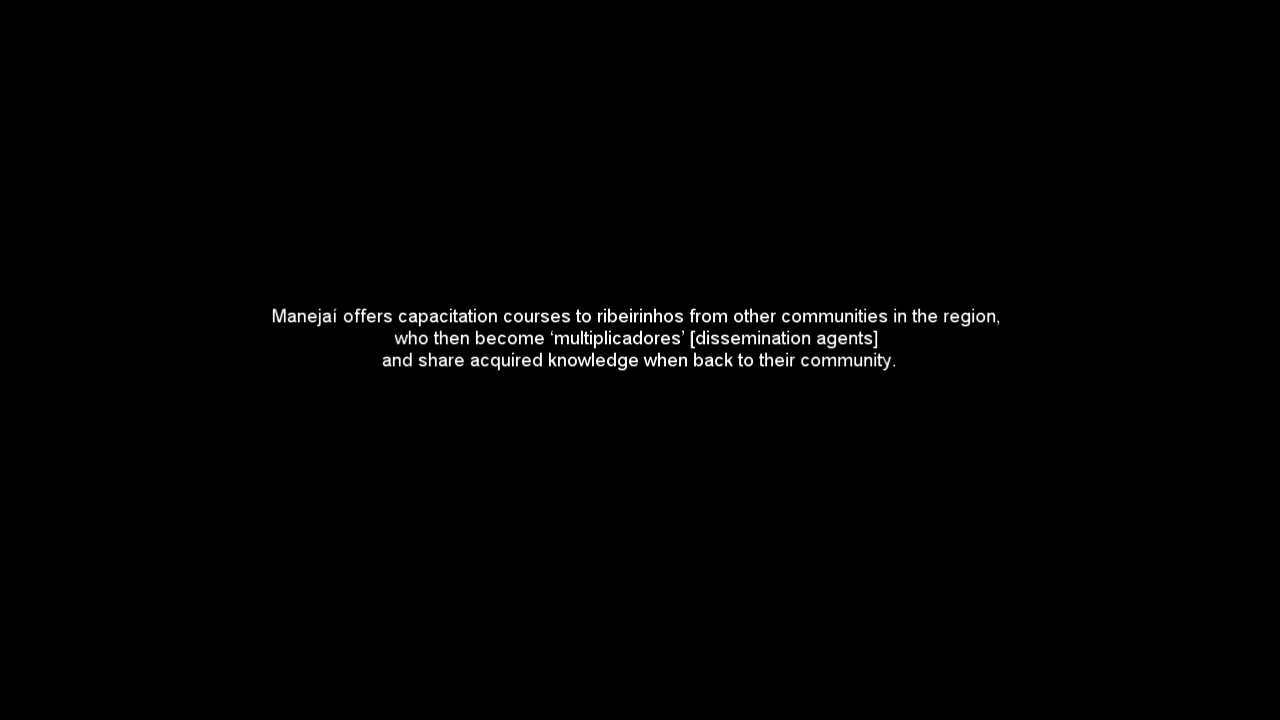 Manejaí offers capacitation courses to ribeirinhos from other communities in the region,
who then become ‘multiplicadores’ [dissemination agents]
and share acquired knowledge when back to their community.